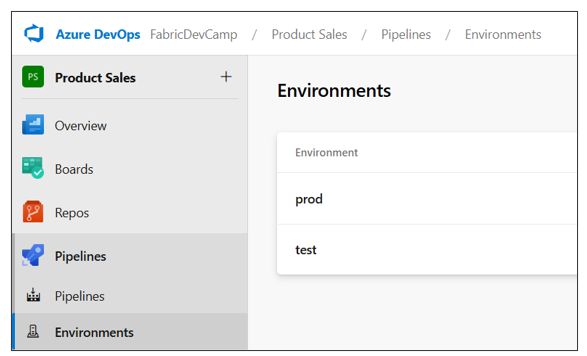 Azure DevOps FabricDevCamp / Product Sales / Pipelines / Environments
PS Product Sales +
Overview
Boards
Repos
Pipelines
Pipelines
Environments
Environments
Environment
prod
test